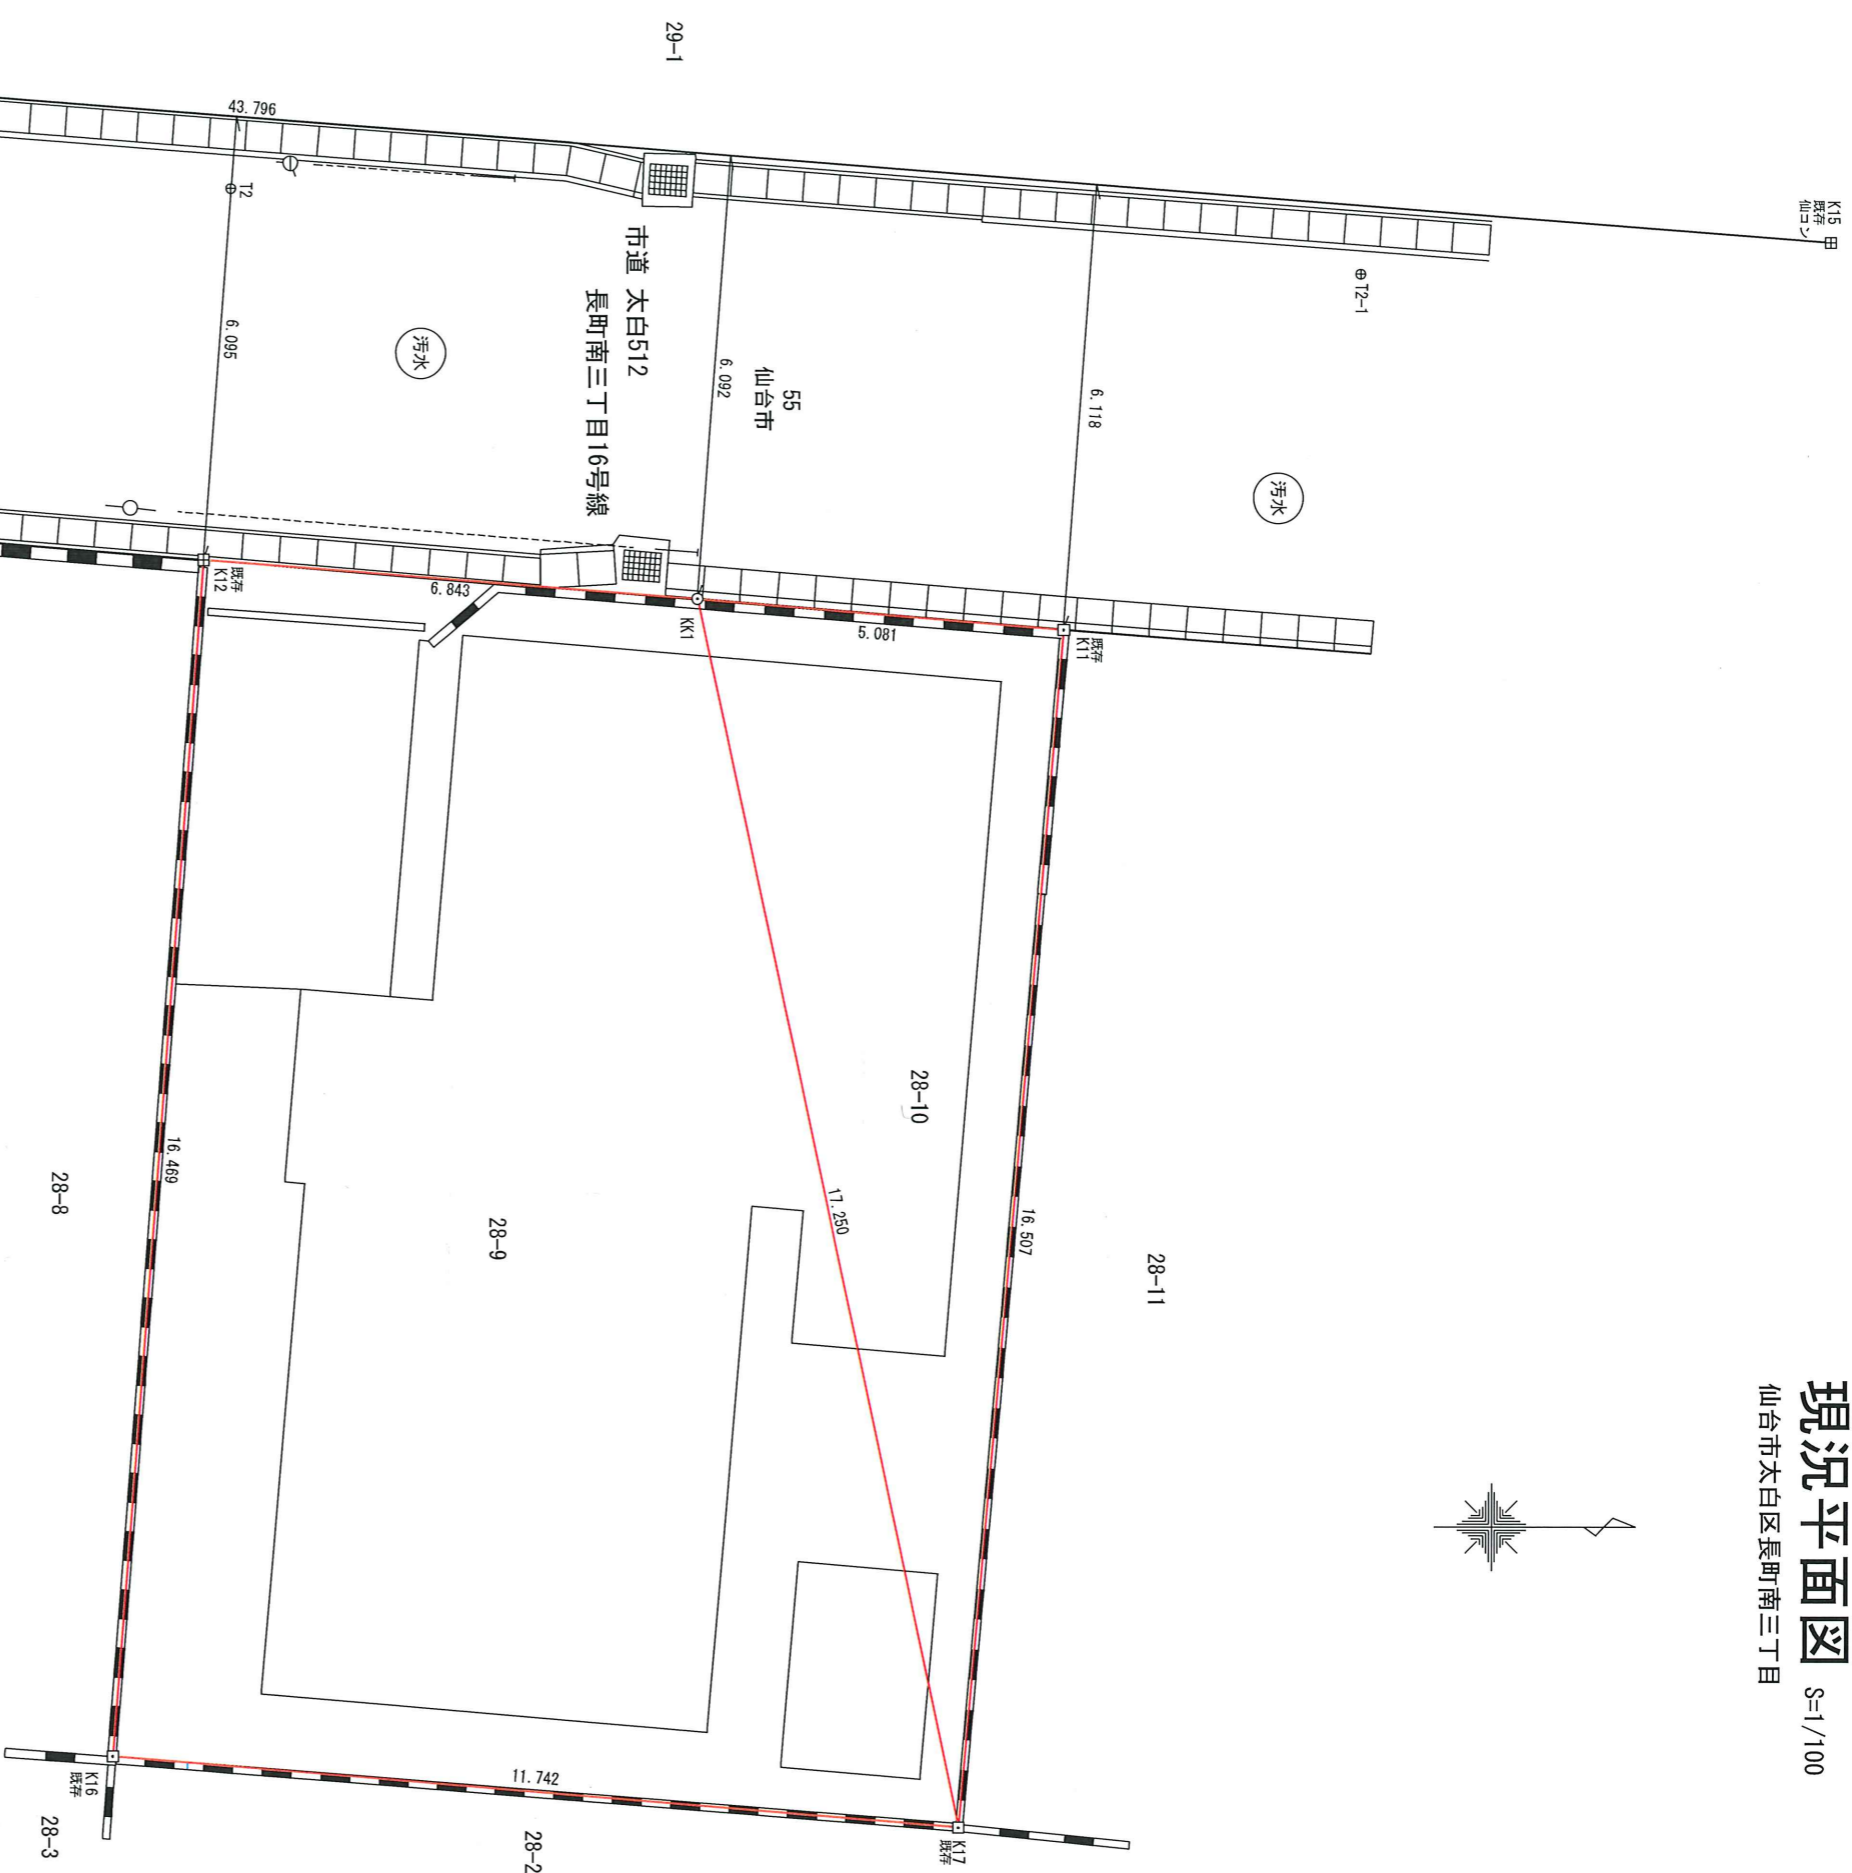 現況平面図 S=1/100
仙台市太白区長町南三丁目
K15
既存
仙コン
T2-1
汚水
28-11
6.118
既存
K11
16.507
28-10
5.081
17.250
K17
既存
55
仙台市
6.092
KK1
市道 太白512
長町南三丁目16号線
29-1
28-2
11.742
28-9
6.843
汚水
43.796
T2
6.095
既存
K12
16.469
K16
既存
28-8
28-3